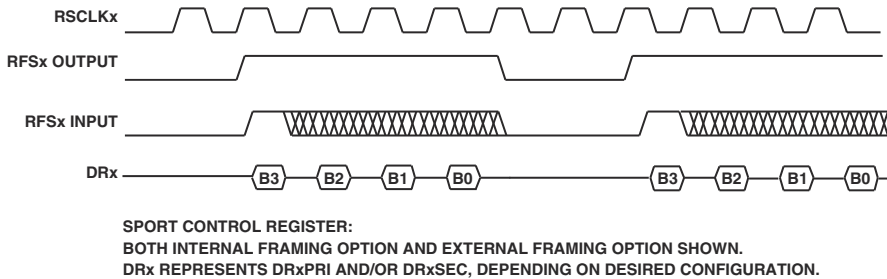 RSCLKx
RFSx OUTPUT
RFSx INPUT
DRx B3 B2 B1 B0 B3 B2 B1 B0
SPORT CONTROL REGISTER:
BOTH INTERNAL FRAMING OPTION AND EXTERNAL FRAMING OPTION SHOWN.
DRx REPRESENTS DRxPRI AND/OR DRxSEC, DEPENDING ON DESIRED CONFIGURATION.